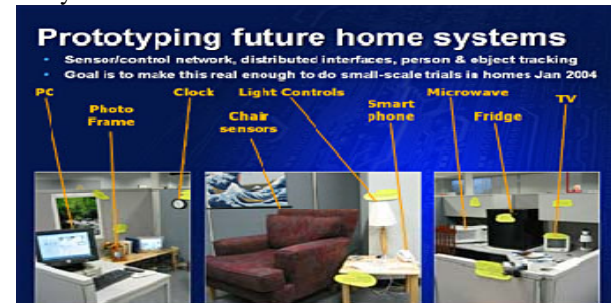 Prototyping future home systems
• Sensor/control network, distributed interfaces, person & object tracking
• Goal is to make this real enough to do small-scale trials in homes Jan 2004
PC
Photo
Frame
Clock
Light Controls
Chair
sensors
Smart
phone
Microwave
Fridge
TV